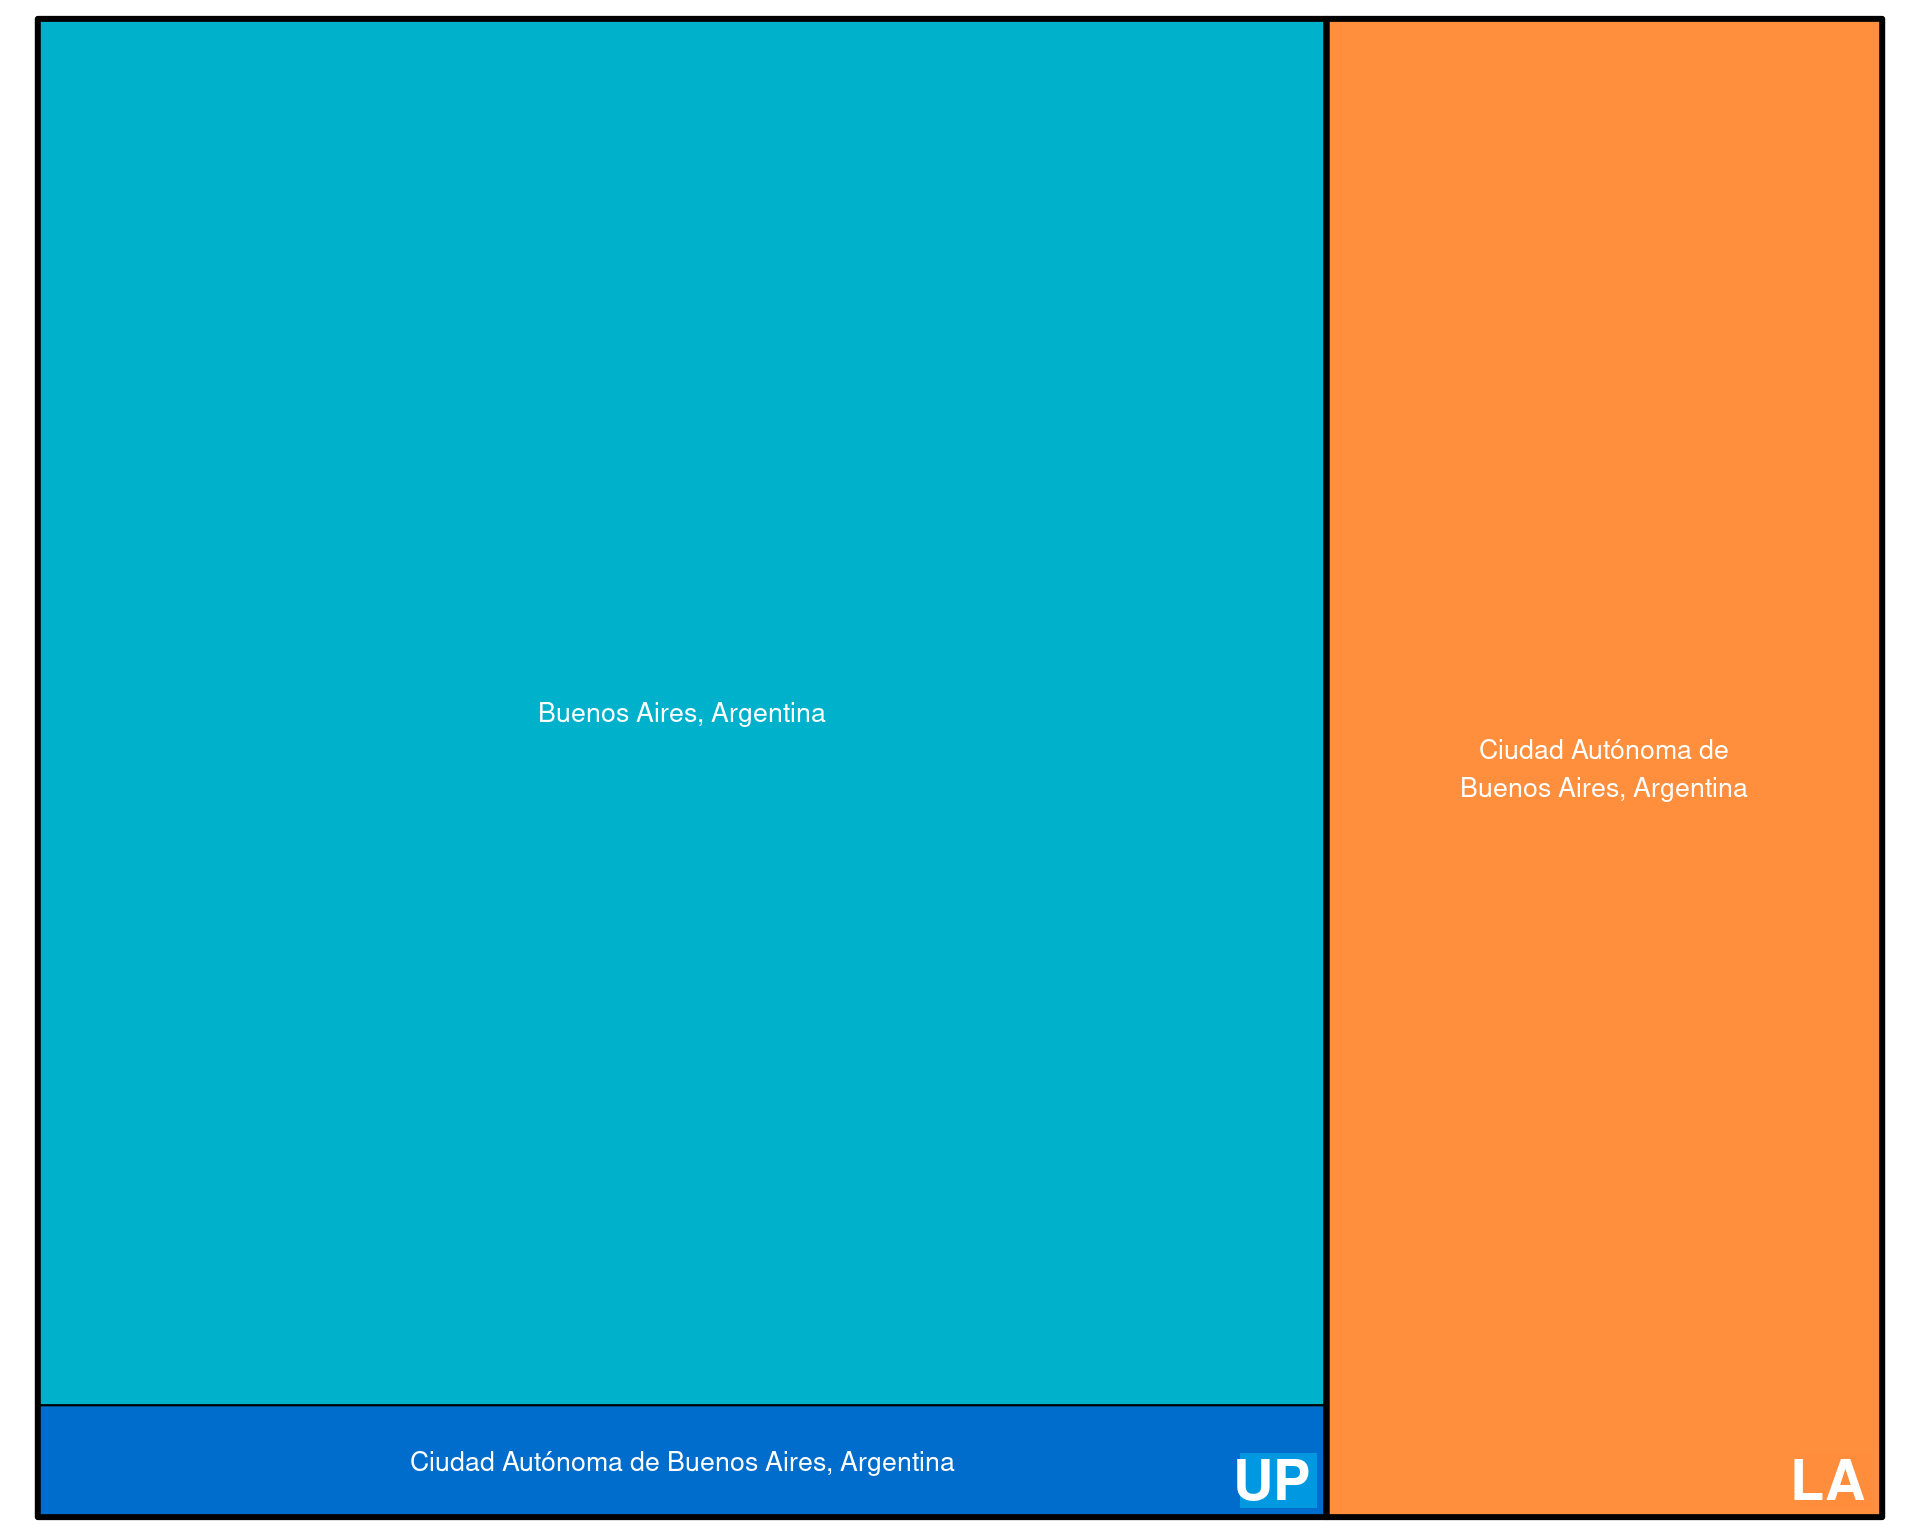 Buenos Aires, Argentina
Ciudad Autónoma de
Buenos Aires, Argentina
Ciudad Autónoma de Buenos Aires, Argentina
UP
LA